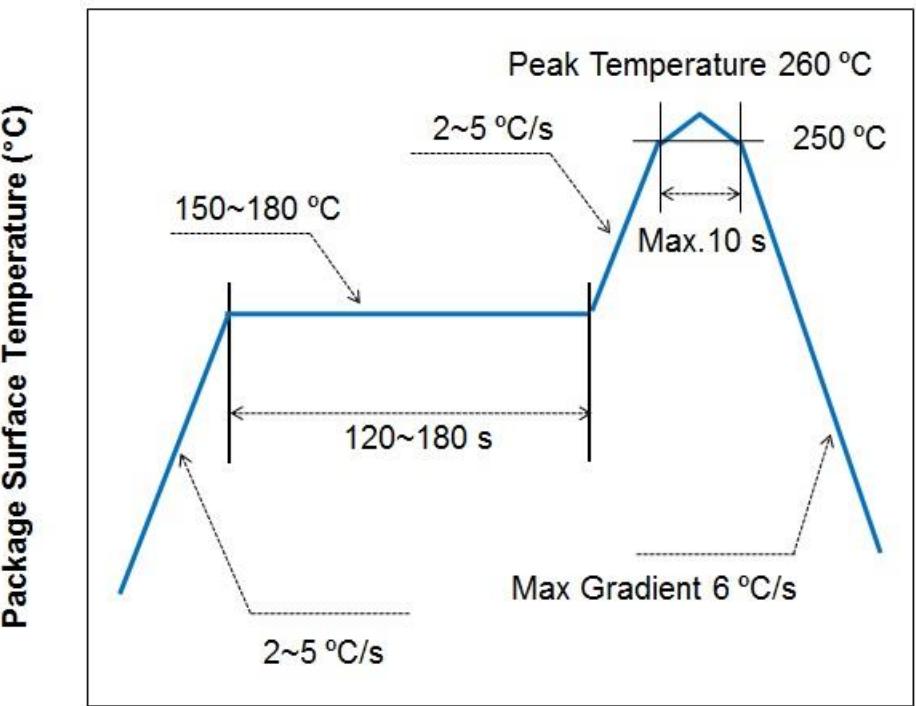 Package Surface Temperature (°C)
Peak Temperature 260 ºC
2~5 ºC/s
250 ºC
150~180 ºC
Max.10 s
120~180 s
Max Gradient 6 ºC/s
2~5 ºC/s